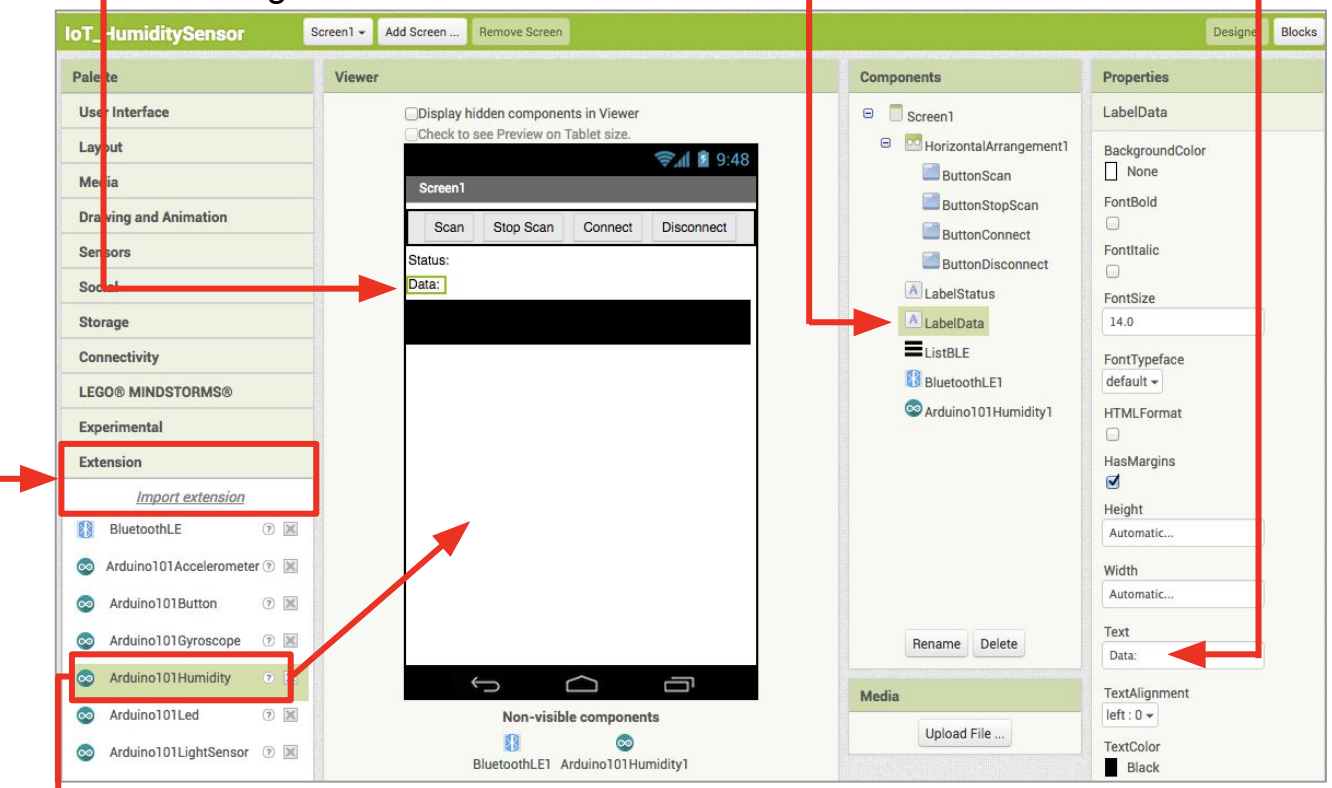 IoT_HumiditySensor
Screen1
Add Screen ...
Remove Screen
Designer
Blocks
Palette
User Interface
Layout
Media
Drawing and Animation
Sensors
Social
Storage
Connectivity
LEGO® MINDSTORMS®
Experimental
Extension
Import extension
BluetoothLE
Arduino101Accelerometer
Arduino101Button
Arduino101Gyroscope
Arduino101Humidity
Arduino101Led
Arduino101LightSensor
Viewer
Display hidden components in Viewer
Check to see Preview on Tablet size.
9:48
Screen1
Scan
Stop Scan
Connect
Disconnect
Status:
Data:
Non-visible components
BluetoothLE1
Arduino101Humidity1
Components
Screen1
HorizontalArrangement1
ButtonScan
ButtonStopScan
ButtonConnect
ButtonDisconnect
LabelStatus
LabelData
ListBLE
BluetoothLE1
Arduino101Humidity1
Rename
Delete
Media
Upload File ...
Properties
LabelData
BackgroundColor
None
FontBold
FontItalic
FontSize
14.0
FontTypeface
default
HTMLFormat
HasMargins
Height
Automatic...
Width
Automatic...
Text
Data:
TextAlignment
left : 0
TextColor
Black